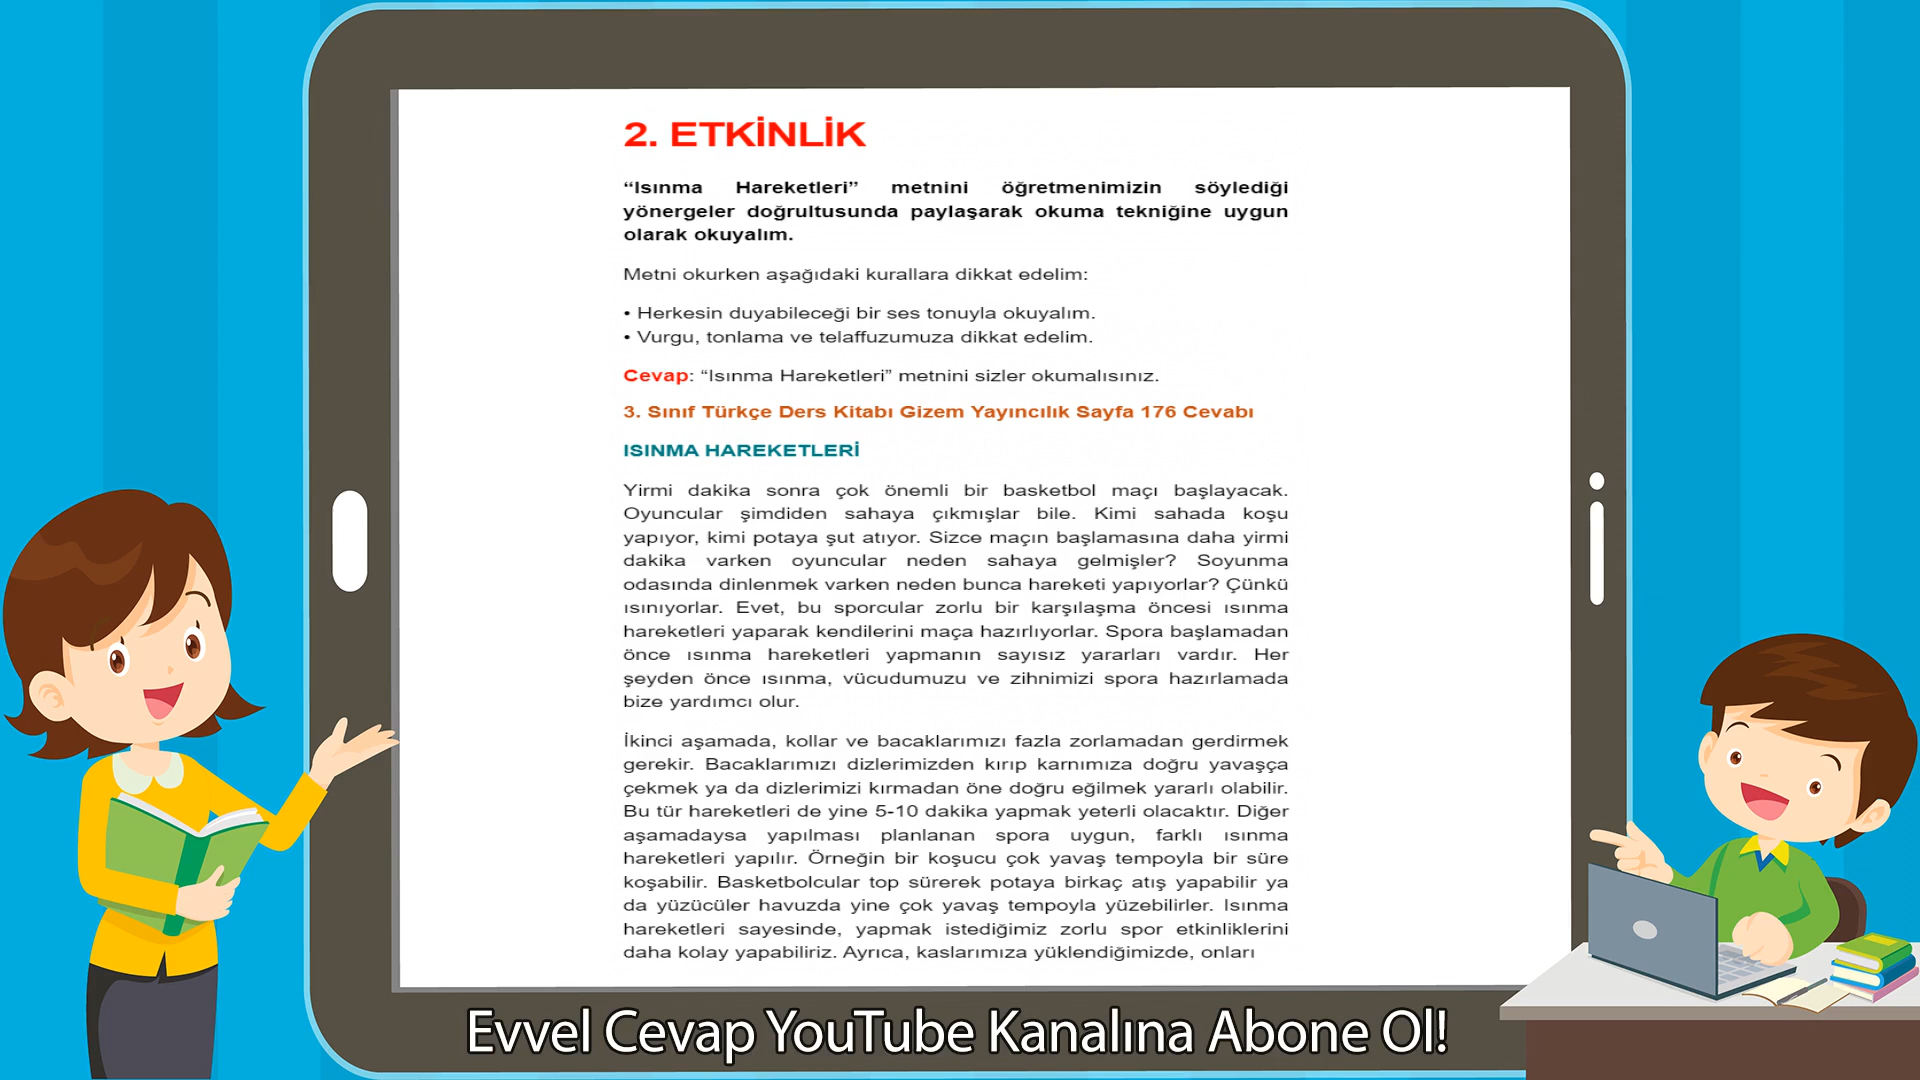 2. ETKİNLİK
“Isınma Hareketleri” metnini öğretmenimizin söylediği
yönergeler doğrultusunda paylaşarak okuma tekniğine uygun
olarak okuyalım.
Metni okurken aşağıdaki kurallara dikkat edelim:
• Herkesin duyabileceği bir ses tonuyla okuyalım.
• Vurgu, tonlama ve telaffuzumuza dikkat edelim.
Cevap: “Isınma Hareketleri” metnini sizler okumalısınız.
3. Sınıf Türkçe Ders Kitabı Gizem Yayıncılık Sayfa 176 Cevabı
ISINMA HAREKETLERİ
Yirmi dakika sonra çok önemli bir basketbol maçı başlayacak.
Oyuncular şimdiden sahaya çıkmışlar bile. Kimi sahada koşu
yapıyor, kimi potaya şut atıyor. Sizce maçın başlamasına daha yirmi
dakika varken oyuncular neden sahaya gelmişler? Soyunma
odasında dinlenmek varken neden bunca hareketi yapıyorlar? Çünkü
ısınıyorlar. Evet, bu sporcular zorlu bir karşılaşma öncesi ısınma
hareketleri yaparak kendilerini maça hazırlıyorlar. Spora başlamadan
önce ısınma hareketleri yapmanın sayısız yararları vardır. Her
şeyden önce ısınma, vücudumuzu ve zihnimizi spora hazırlamada
bize yardımcı olur.
İkinci aşamada, kollar ve bacaklarımızı fazla zorlamadan gerdirmek
gerekir. Bacaklarımızı dizlerimizden kırıp karnımıza doğru yavaşça
çekmek ya da dizlerimizi kırmadan öne doğru eğilmek yararlı olabilir.
Bu tür hareketleri de yine 5-10 dakika yapmak yeterli olacaktır. Diğer
aşamadaysa yapılması planlanan spora uygun, farklı ısınma
hareketleri yapılır. Örneğin bir koşucu çok yavaş tempoyla bir süre
koşabilir. Basketbolcular top sürerek potaya birkaç atış yapabilir ya
da yüzücüler havuzda yine çok yavaş tempoyla yüzebilirler. Isınma
hareketleri sayesinde, yapmak istediğimiz zorlu spor etkinliklerini
daha kolay yapabiliriz. Ayrıca, kaslarımıza yüklendiğimizde, onları
Evvel Cevap YouTube Kanalına Abone Ol!